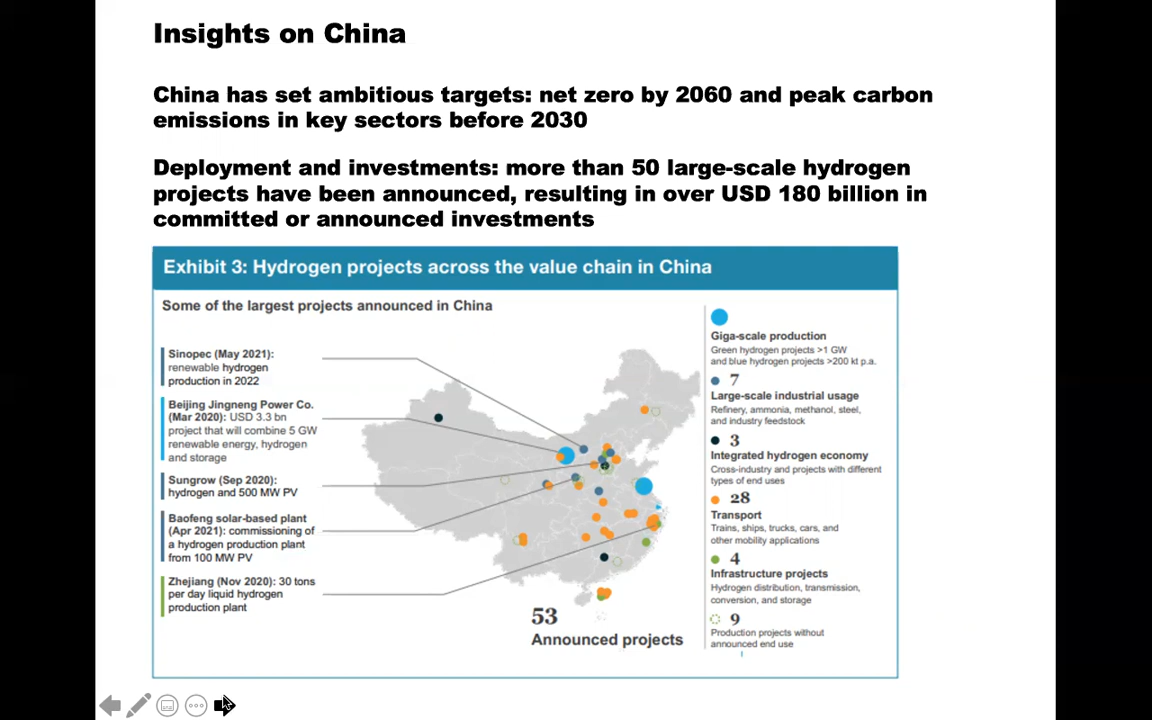 Insights on China
China has set ambitious targets: net zero by 2060 and peak carbon
emissions in key sectors before 2030
Deployment and investments: more than 50 large-scale hydrogen
projects have been announced, resulting in over USD 180 billion in
committed or announced investments
Exhibit 3: Hydrogen projects across the value chain in China
Some of the largest projects announced in China
Sinopec (May 2021):
renewable hydrogen
production in 2022
Beijing Jingneng Power Co.
(Mar 2020): USD 3.3 bn
project that will combine 5 GW
renewable energy, hydrogen
and storage
Sungrow (Sep 2020):
hydrogen and 500 MW PV
Baofeng solar-based plant
(Apr 2021): commissioning of
a hydrogen production plant
from 100 MW PV
Zhejiang (Nov 2020): 30 tons
per day liquid hydrogen
production plant
53
Announced projects
Giga-scale production
Green hydrogen projects >1 GW
and blue hydrogen projects >200 kt p.a.
7
Large-scale industrial usage
Refinery, ammonia, methanol, steel,
and industry feedstock
3
Integrated hydrogen economy
Cross-industry and projects with different
types of end uses
28
Transport
Trains, ships, trucks, cars, and
other mobility applications
4
Infrastructure projects
Hydrogen distribution, transmission,
conversion, and storage
9
Production projects without
announced end use